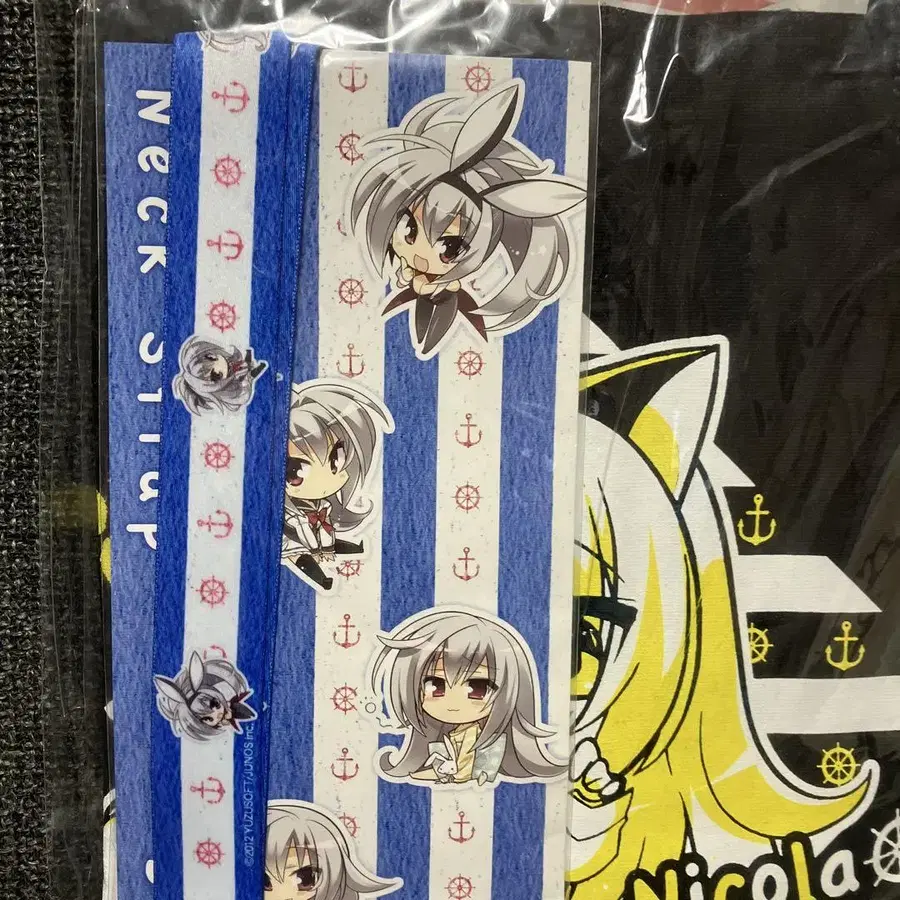 Neck Strap
©2012 YUZUSOFT/JUNOS Inc.
Nicola